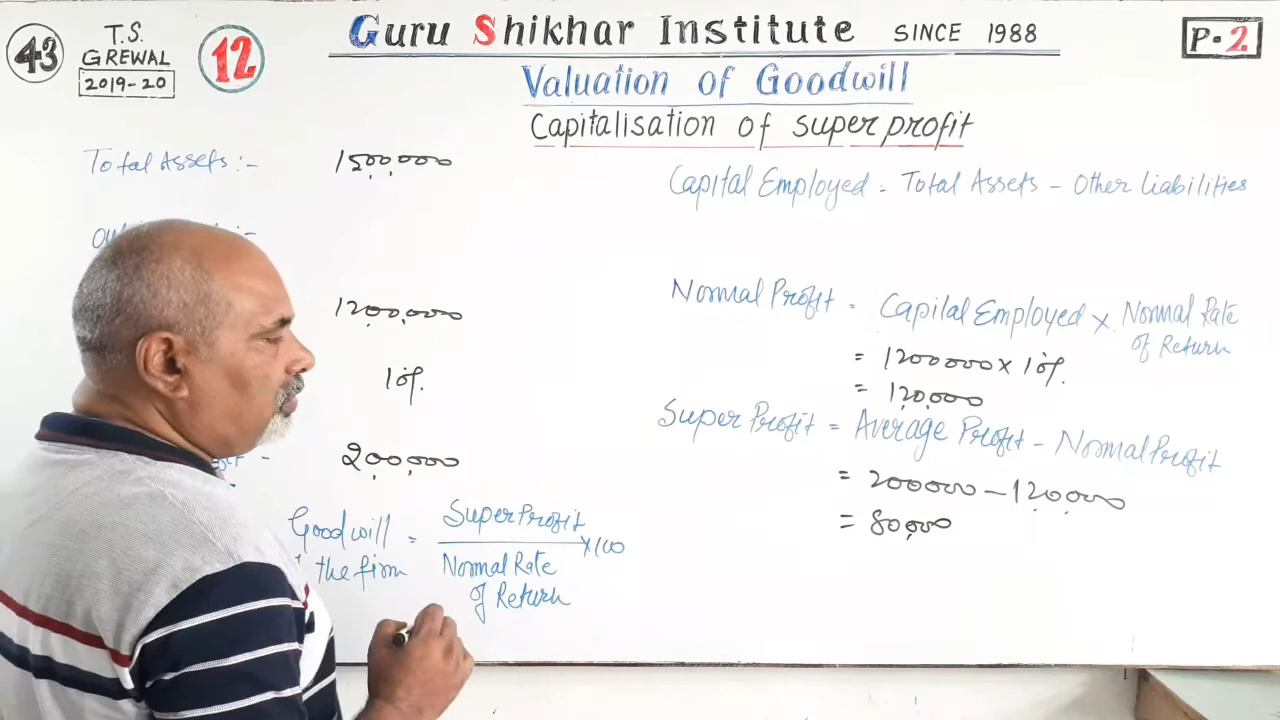 43
T.S.
GREWAL
2019-20
12
Guru Shikhar Institute SINCE 1988
P.2
Valuation of Goodwill
Capitalisation of super profit
Total Assets :- 1500,000
Capital Employed = Total Assets - Other Liabilities
1200,000
10%.
200,000
Normal Profit = Capital Employed × Normal Rate
of Return
= 1200000 × 10%.
= 120,000
Super Profit = Average Profit - Normal Profit
= 200000 - 120,000
= 80,000
Goodwill = Super Profit
× 100
the firm
Normal Rate
of Return